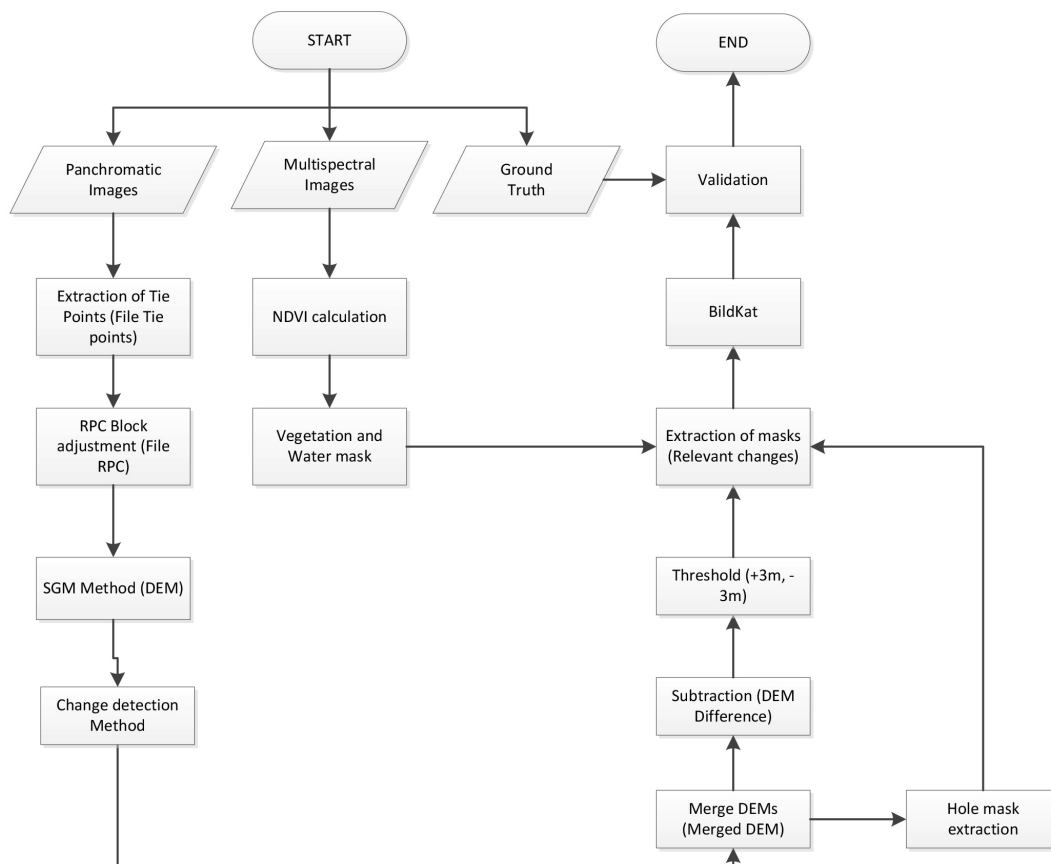 START
END
Panchromatic
Images
Multispectral
Images
Ground
Truth
Validation
Extraction of Tie
Points (File Tie
points)
NDVI calculation
BildKat
RPC Block
adjustment (File
RPC)
Vegetation and
Water mask
Extraction of masks
(Relevant changes)
SGM Method (DEM)
Threshold (+3m, -
3m)
Change detection
Method
Subtraction (DEM
Difference)
Merge DEMs
(Merged DEM)
Hole mask
extraction